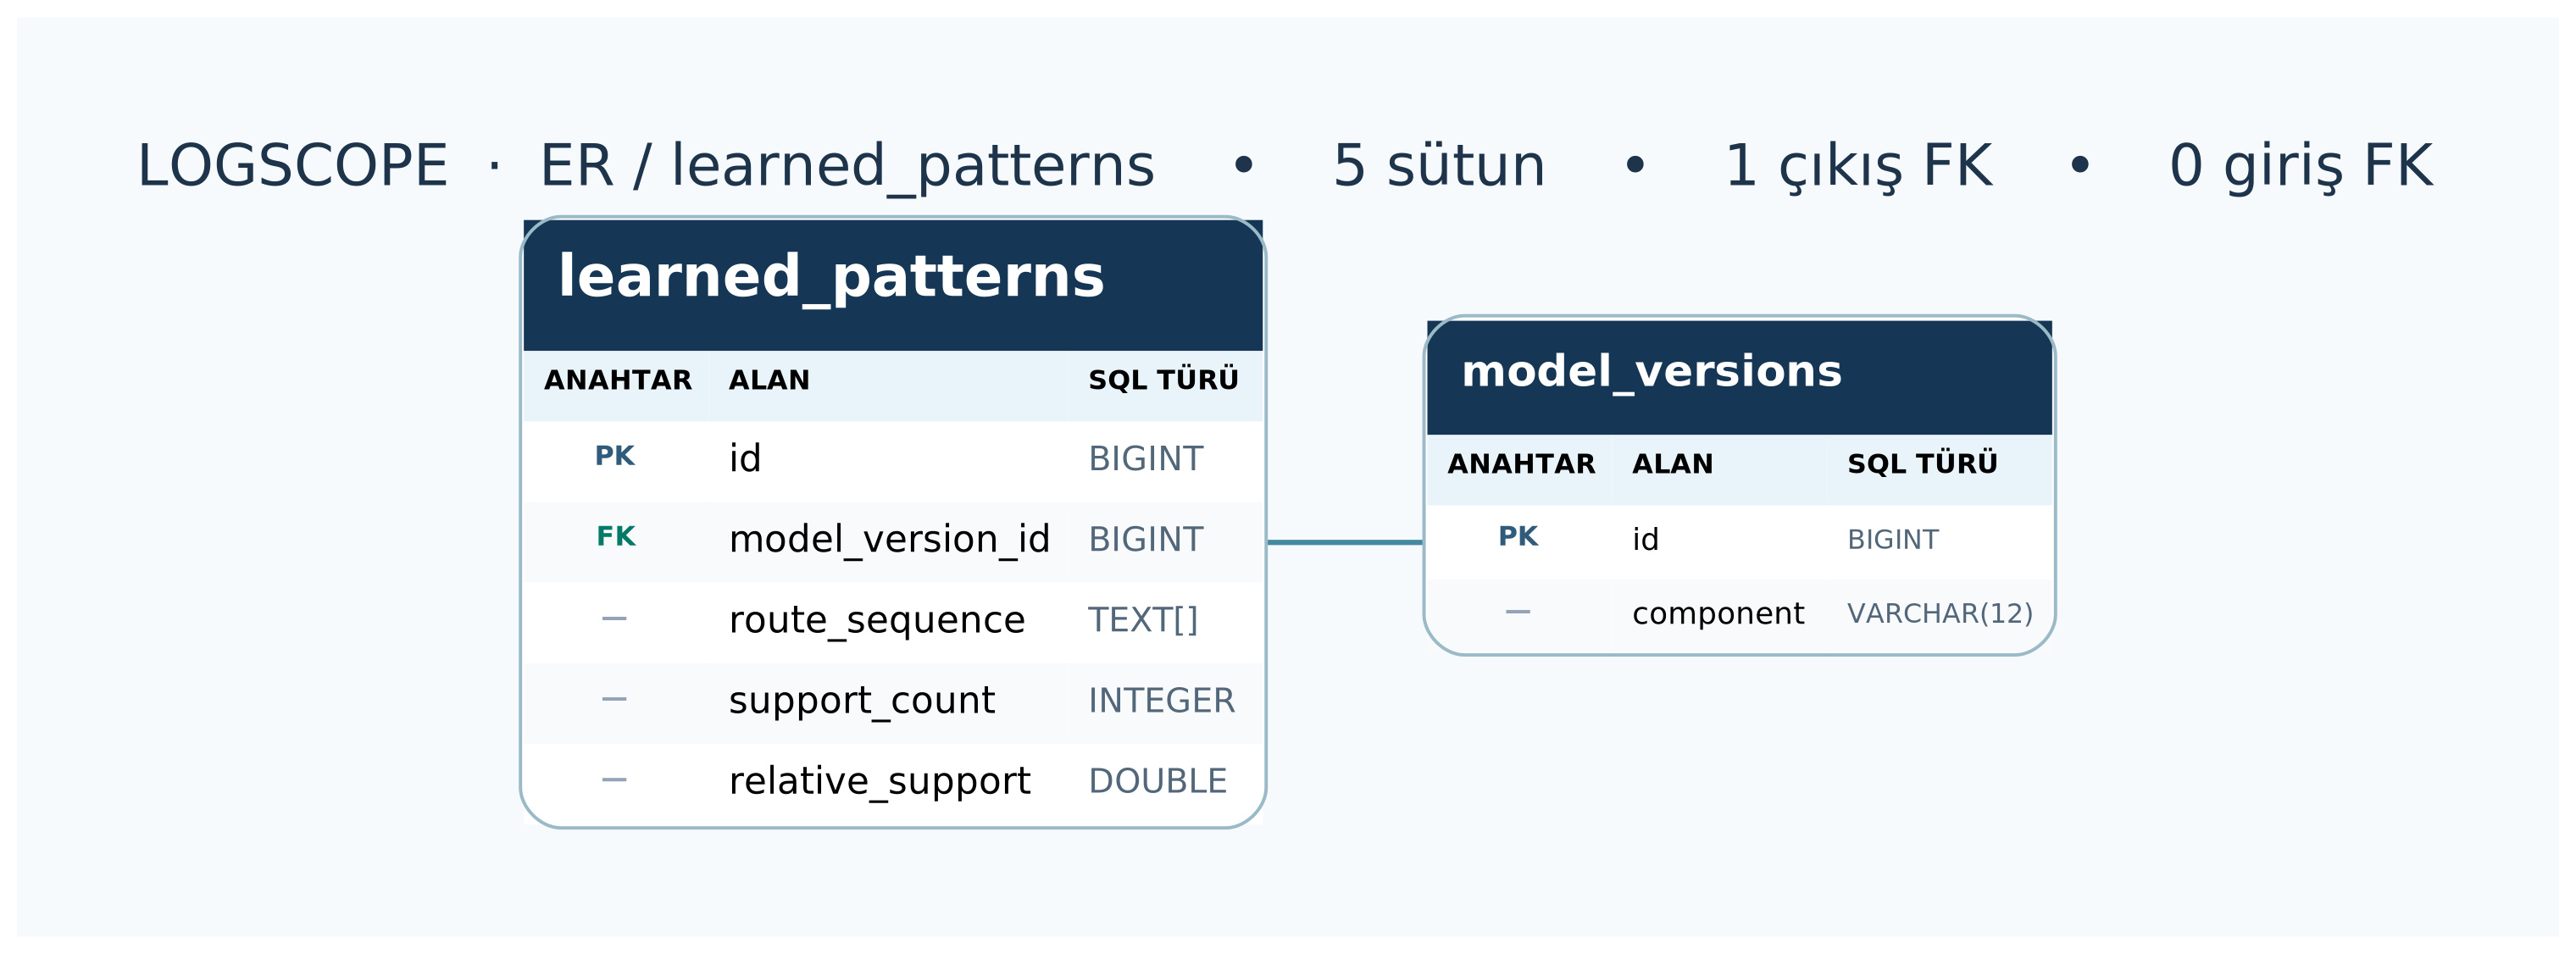 LOGSCOPE · ER / learned_patterns • 5 sütun • 1 çıkış FK • 0 giriş FK
learned_patterns
ANAHTAR ALAN SQL TÜRÜ
PK id BIGINT
FK model_version_id BIGINT
— route_sequence TEXT[]
— support_count INTEGER
— relative_support DOUBLE
model_versions
ANAHTAR ALAN SQL TÜRÜ
PK id BIGINT
— component VARCHAR(12)